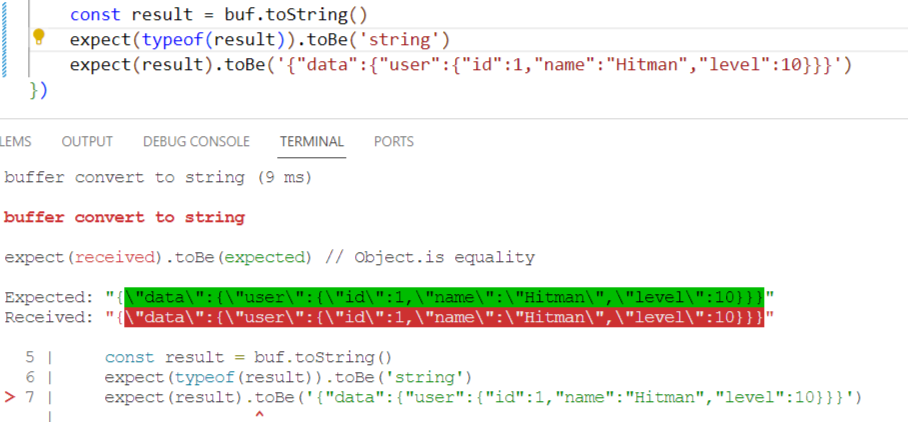 const result = buf.toString()
expect(typeof(result)).toBe('string')
expect(result).toBe('{"data":{"user":{"id":1,"name":"Hitman","level":10}}}')
})
LEMS OUTPUT DEBUG CONSOLE TERMINAL PORTS
buffer convert to string (9 ms)
buffer convert to string
expect(received).toBe(expected) // Object.is equality
Expected: "{\"data\":{\"user\":{\"id\":1,\"name\":\"Hitman\",\"level\":10}}}"
Received: "{\"data\":{\"user\":{\"id\":1,\"name\":\"Hitman\",\"level\":10}}}"
5 | const result = buf.toString()
6 | expect(typeof(result)).toBe('string')
> 7 | expect(result).toBe('{"data":{"user":{"id":1,"name":"Hitman","level":10}}}')
| ^